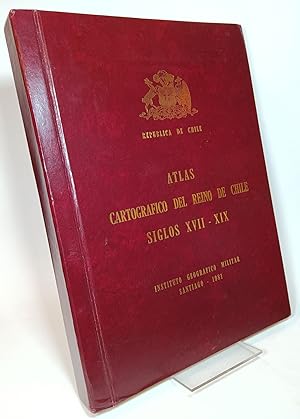 REPUBLICA DE CHILE
ATLAS
CARTOGRAFICO DEL REINO DE CHILE
SIGLOS XVII - XIX
INSTITUTO GEOGRAFICO MILITAR
SANTIAGO - 1981